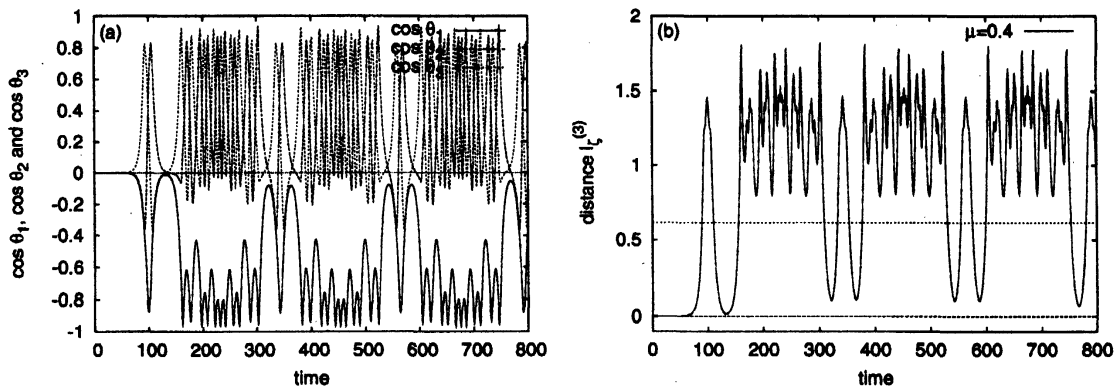 (a)
cos θ1
cos θ2
cos θ3
1
0.8
0.6
0.4
0.2
0
-0.2
-0.4
-0.6
-0.8
-1
cos θ1, cos θ2 and cos θ3
0 100 200 300 400 500 600 700 800
time
(b)
μ=0.4
2
1.5
1
0.5
0
distance lζ(3)
0 100 200 300 400 500 600 700 800
time